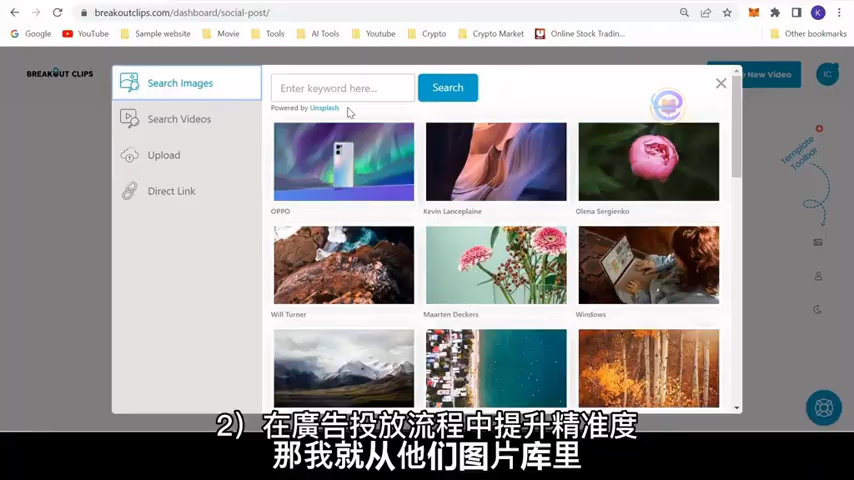 breakoutclips.com/dashboard/social-post/
K
Google
YouTube
Sample website
Movie
Tools
AI Tools
Youtube
Crypto
Crypto Market
Online Stock Tradin...
Other bookmarks
BREAKOUT CLIPS
New Video
IC
Search Images
Search Videos
Upload
Direct Link
Enter keyword here...
Search
Powered by Unsplash
Template
Toolbar
OPPO
Kevin Lanceplaine
Olena Sergienko
Will Turner
Maarten Deckers
Windows
2）在廣告投放流程中提升精准度
那我就从他们图片库里